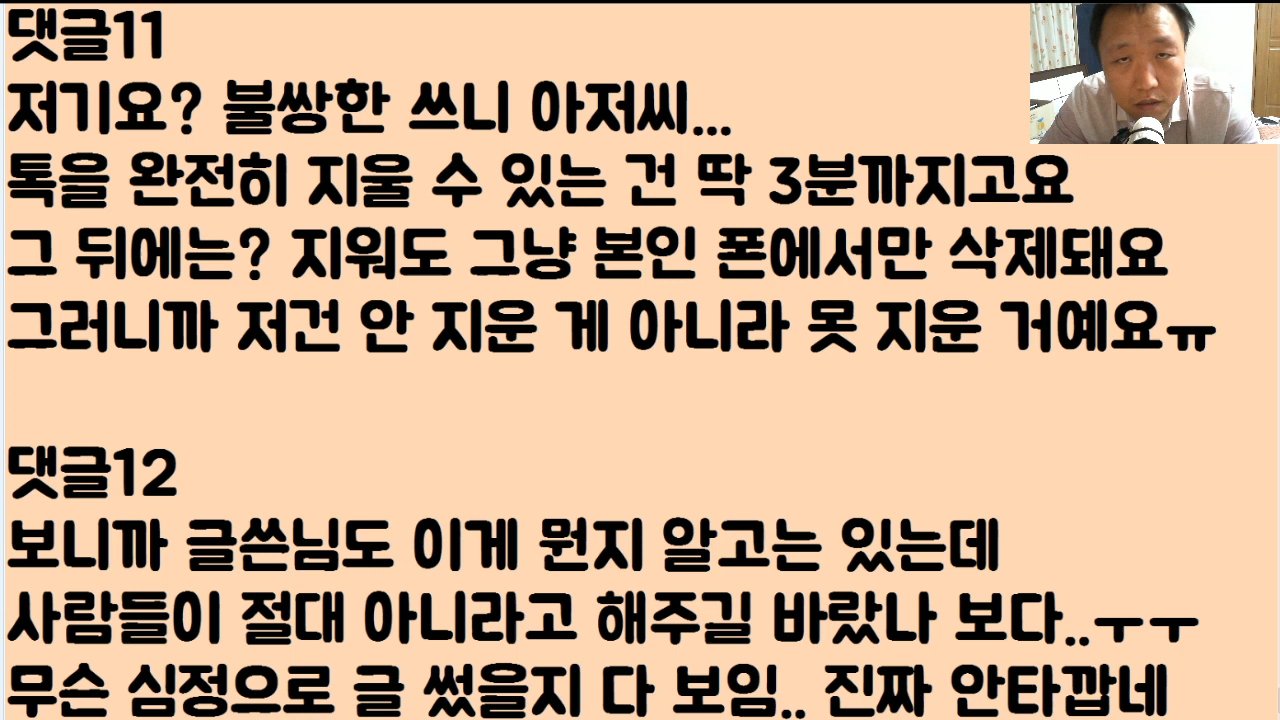 댓글11
저기요? 불쌍한 쓰니 아저씨...
톡을 완전히 지울 수 있는 건 딱 3분까지고요
그 뒤에는? 지워도 그냥 본인 폰에서만 삭제돼요
그러니까 저건 안 지운 게 아니라 못 지운 거예요ㅠ
댓글12
보니까 글쓴님도 이게 뭔지 알고는 있는데
사람들이 절대 아니라고 해주길 바랐나 보다..ㅜㅜ
무슨 심정으로 글 썼을지 다 보임.. 진짜 안타깝네